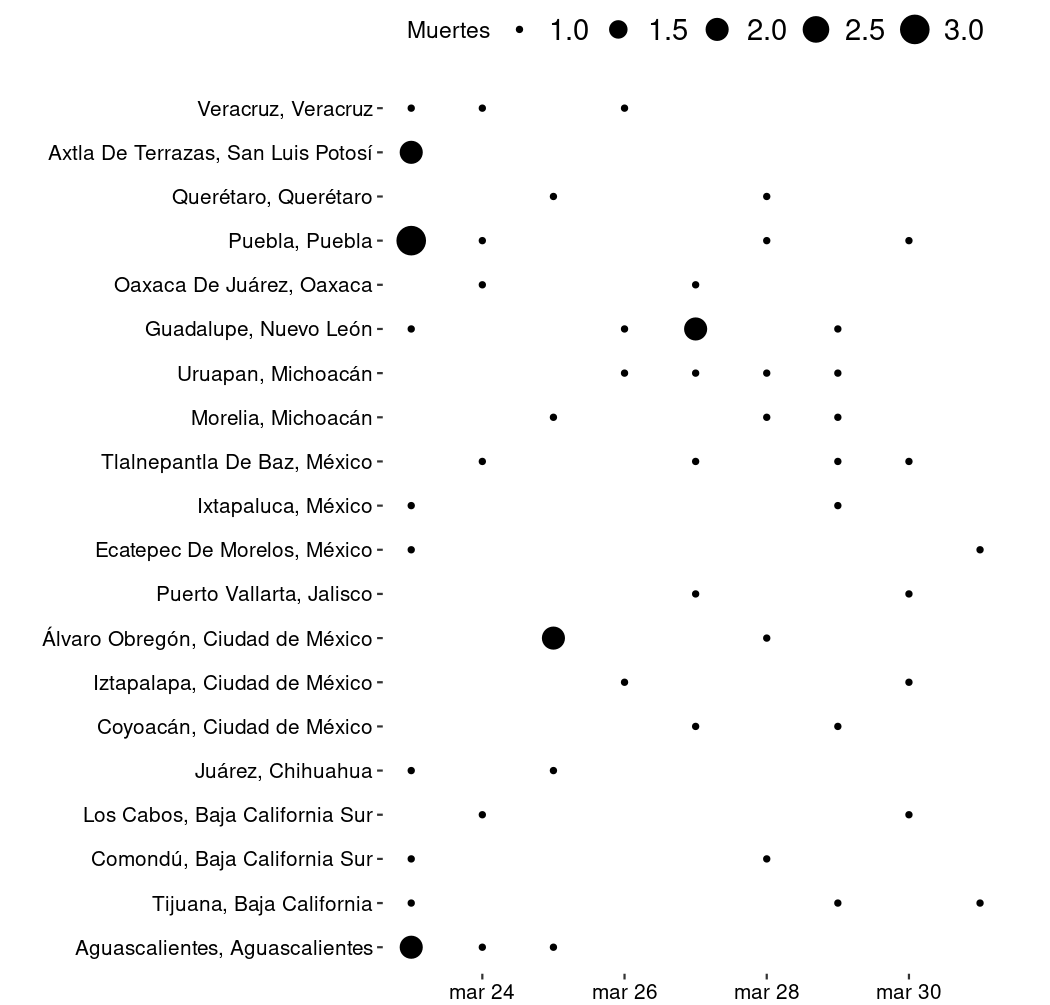 Muertes 1.0 1.5 2.0 2.5 3.0
Veracruz, Veracruz
Axtla De Terrazas, San Luis Potosí
Querétaro, Querétaro
Puebla, Puebla
Oaxaca De Juárez, Oaxaca
Guadalupe, Nuevo León
Uruapan, Michoacán
Morelia, Michoacán
Tlalnepantla De Baz, México
Ixtapaluca, México
Ecatepec De Morelos, México
Puerto Vallarta, Jalisco
Álvaro Obregón, Ciudad de México
Iztapalapa, Ciudad de México
Coyoacán, Ciudad de México
Juárez, Chihuahua
Los Cabos, Baja California Sur
Comondú, Baja California Sur
Tijuana, Baja California
Aguascalientes, Aguascalientes
mar 24 mar 26 mar 28 mar 30